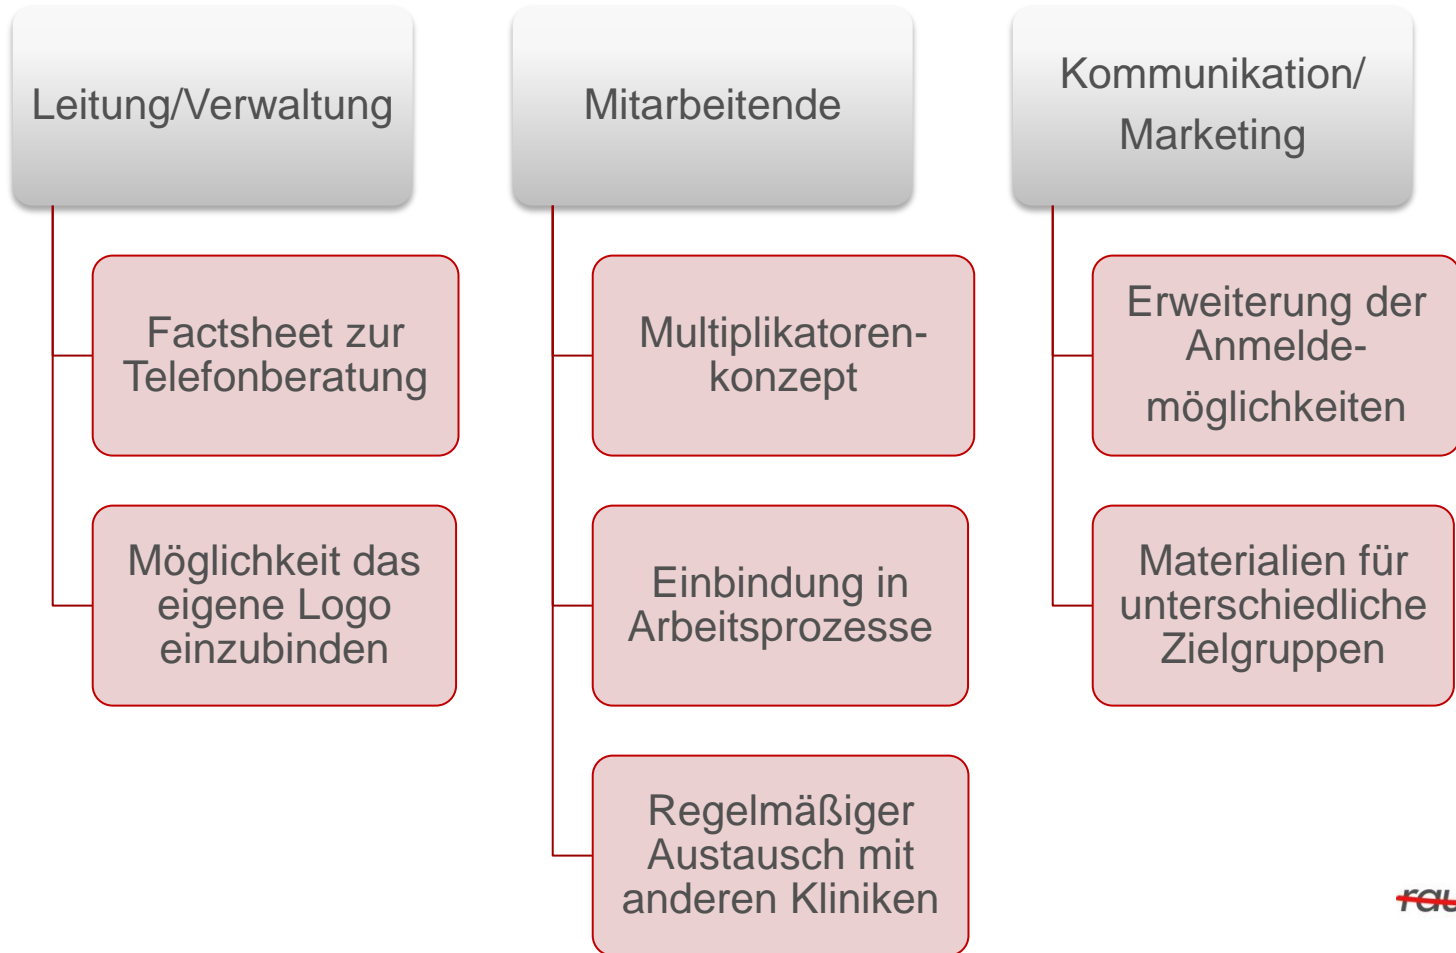 Leitung/Verwaltung
Factsheet zur
Telefonberatung
Möglichkeit das
eigene Logo
einzubinden
Mitarbeitende
Multiplikatoren-
konzept
Einbindung in
Arbeitsprozesse
Regelmäßiger
Austausch mit
anderen Kliniken
Kommunikation/
Marketing
Erweiterung der
Anmelde-
möglichkeiten
Materialien für
unterschiedliche
Zielgruppen